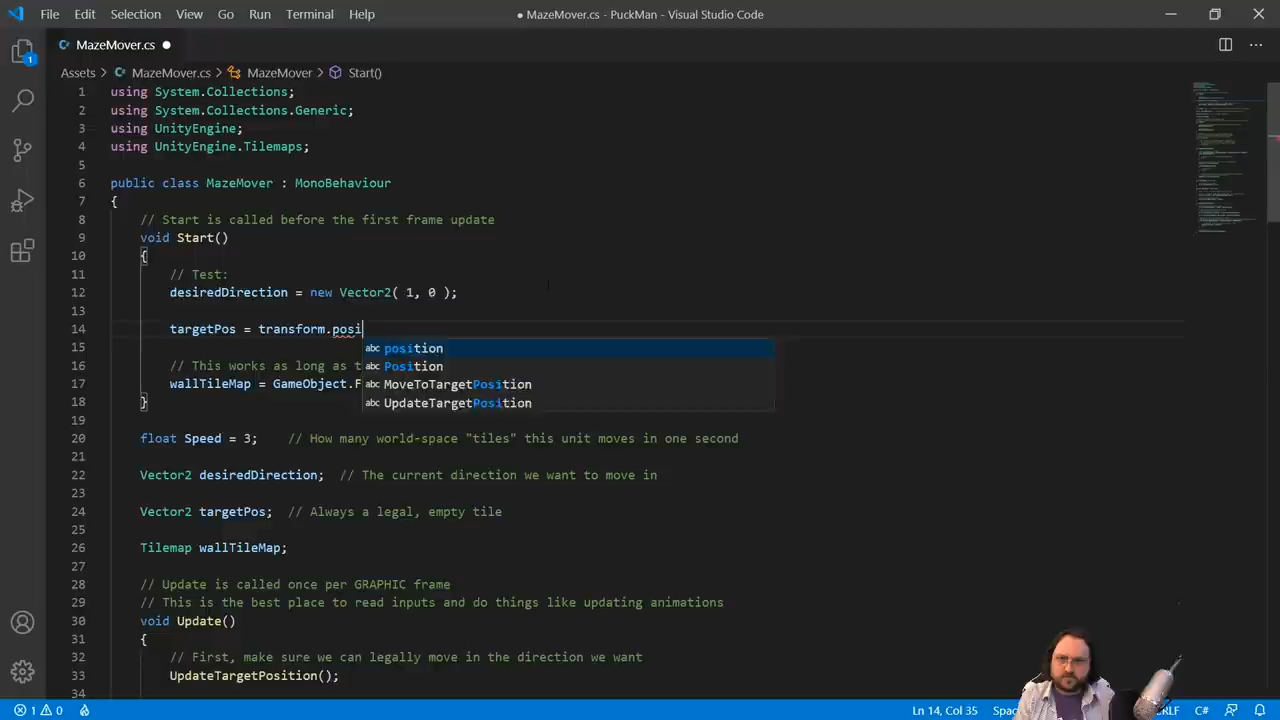 File Edit Selection View Go Run Terminal Help
● MazeMover.cs - PuckMan - Visual Studio Code
MazeMover.cs
Assets > MazeMover.cs > MazeMover > Start()
1 using System.Collections;
2 using System.Collections.Generic;
3 using UnityEngine;
4 using UnityEngine.Tilemaps;
5
6 public class MazeMover : MonoBehaviour
7 {
8 // Start is called before the first frame update
9 void Start()
10 {
11 // Test:
12 desiredDirection = new Vector2( 1, 0 );
13
14 targetPos = transform.posi
15
abc position
16 // This works as long as t
abc Position
17 wallTileMap = GameObject.F
abc MoveToTargetPosition
18 }
abc UpdateTargetPosition
19
20 float Speed = 3; // How many world-space "tiles" this unit moves in one second
21
22 Vector2 desiredDirection; // The current direction we want to move in
23
24 Vector2 targetPos; // Always a legal, empty tile
25
26 Tilemap wallTileMap;
27
28 // Update is called once per GRAPHIC frame
29 // This is the best place to read inputs and do things like updating animations
30 void Update()
31 {
32 // First, make sure we can legally move in the direction we want
33 UpdateTargetPosition();
34
1 0
Ln 14, Col 35 Spac RLF C#
1